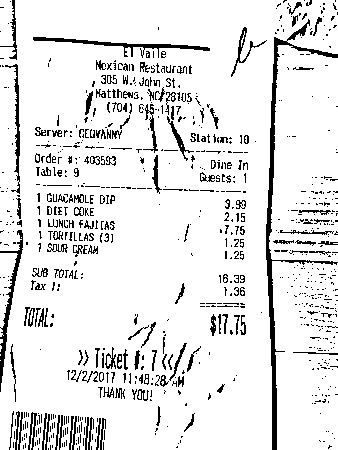 El Valle
Mexican Restaurant
305 W. John St.
Matthews, NC 28105
(704) 845-1417
Server: GEOVANNY Station: 10
Order #: 403593 Dine In
Table: 9 Guests: 1
1 GUACAMOLE DIP 3.99
1 DIET COKE 2.15
1 LUNCH FAJITAS 7.75
1 TORTILLAS (3) 1.25
1 SOUR CREAM 1.25
SUB TOTAL: 16.39
Tax 1: 1.36
TOTAL: $17.75
>> Ticket #: 7 <<
12/2/2017 11:48:28 AM
THANK YOU!